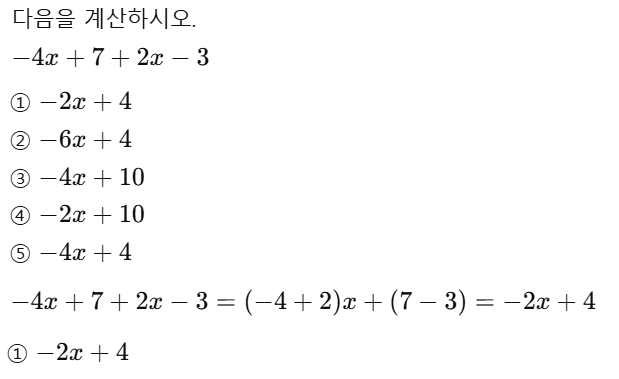 다음을 계산하시오.
−4x + 7 + 2x − 3
① −2x + 4
② −6x + 4
③ −4x + 10
④ −2x + 10
⑤ −4x + 4
−4x + 7 + 2x − 3 = (−4 + 2)x + (7 − 3) = −2x + 4
① −2x + 4